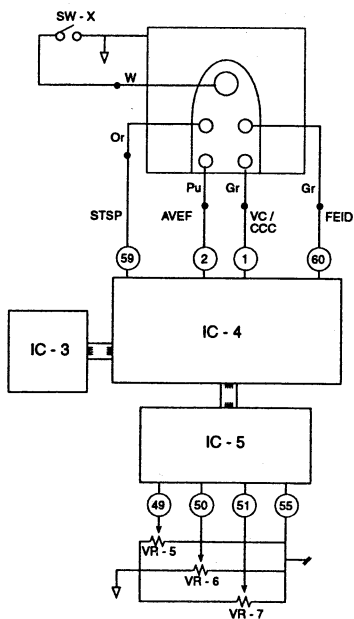 SW - X
W
Or
Pu
Gr
Gr
STSP
AVEF
VC /
CCC
FEID
59
2
1
60
IC - 3
IC - 4
IC - 5
49
50
51
55
VR - 5
VR - 6
VR - 7